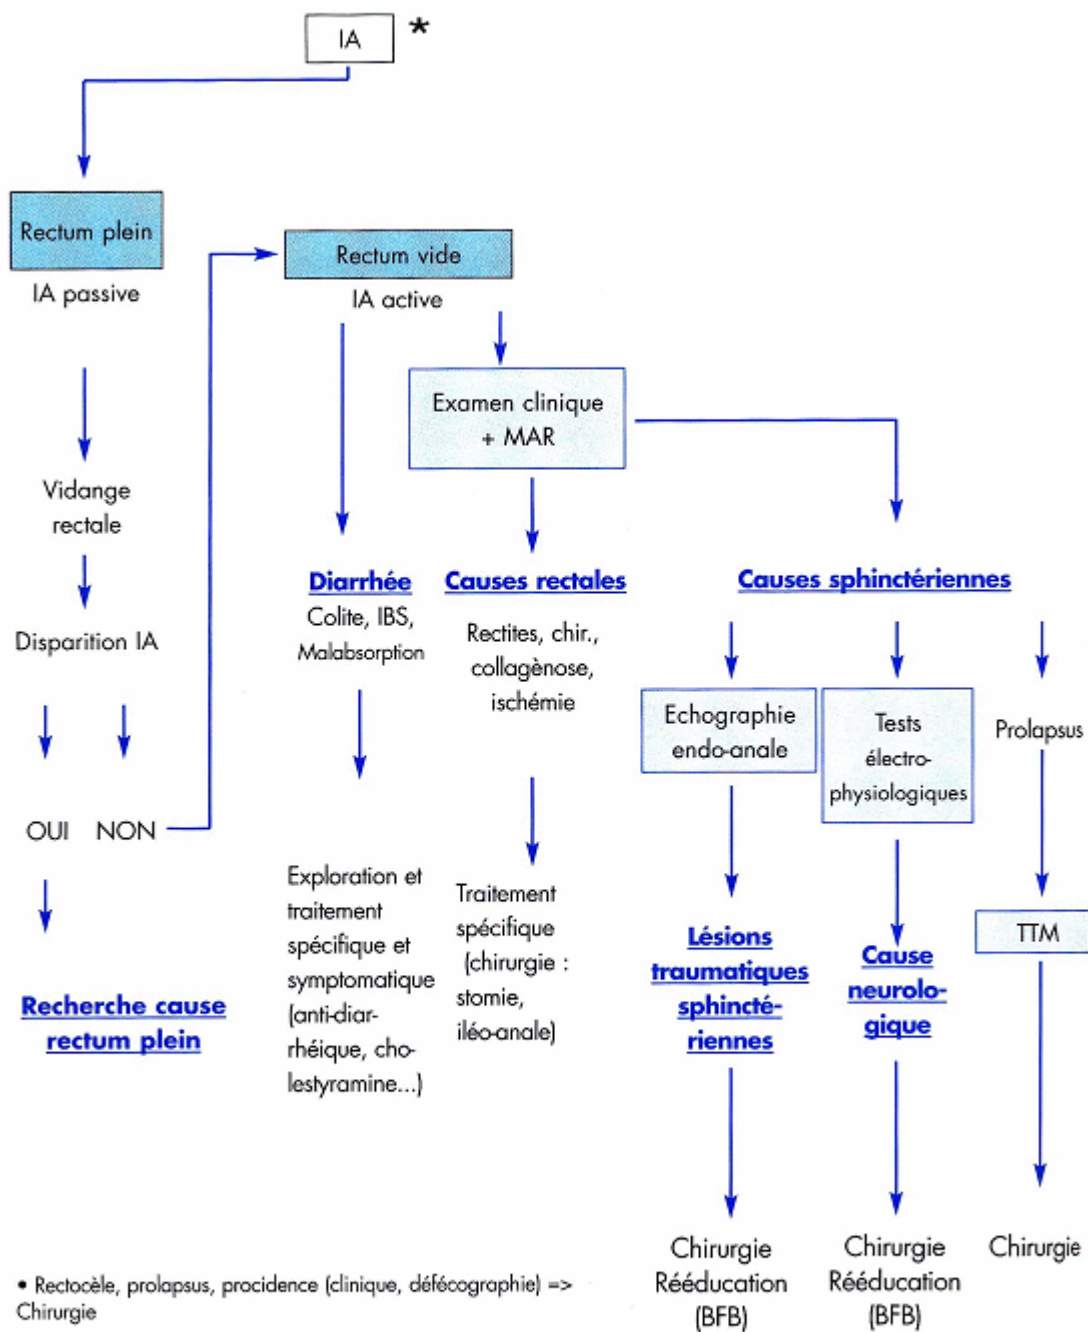 IA *
Rectum plein
IA passive
Vidange
rectale
Disparition IA
OUI NON
Recherche cause
rectum plein
Rectum vide
IA active
Examen clinique
+ MAR
Diarrhée
Colite, IBS,
Malabsorption
Exploration et
traitement
spécifique et
symptomatique
(anti-diar-
rhéique, cho-
lestyramine...)
Causes rectales
Rectites, chir.,
collagènose,
ischémie
Traitement
spécifique
(chirurgie :
stomie,
iléo-anale)
Causes sphinctériennes
Echographie
endo-anale
Lésions
traumatiques
sphincté-
riennes
Chirurgie
Rééducation
(BFB)
Tests
électro-
physiologiques
Cause
neurolo-
gique
Chirurgie
Rééducation
(BFB)
Prolapsus
TTM
Chirurgie
• Rectocèle, prolapsus, procidence (clinique, défécographie) =>
Chirurgie